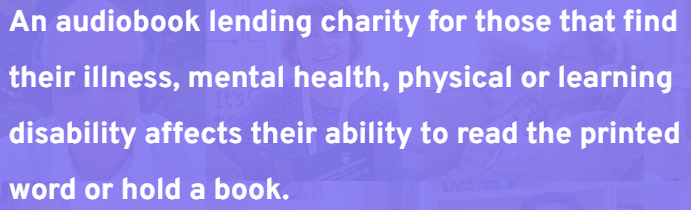 An audiobook lending charity for those that find
their illness, mental health, physical or learning
disability affects their ability to read the printed
word or hold a book.